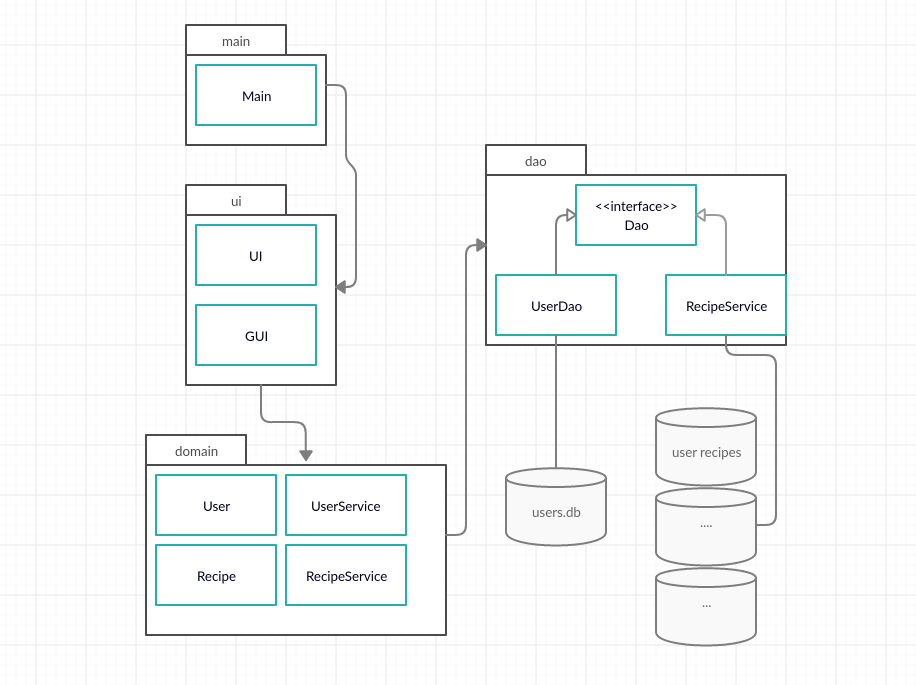 main
Main
ui
UI
GUI
dao
<<interface>>
Dao
UserDao
RecipeService
domain
User
UserService
Recipe
RecipeService
users.db
user recipes
....
...